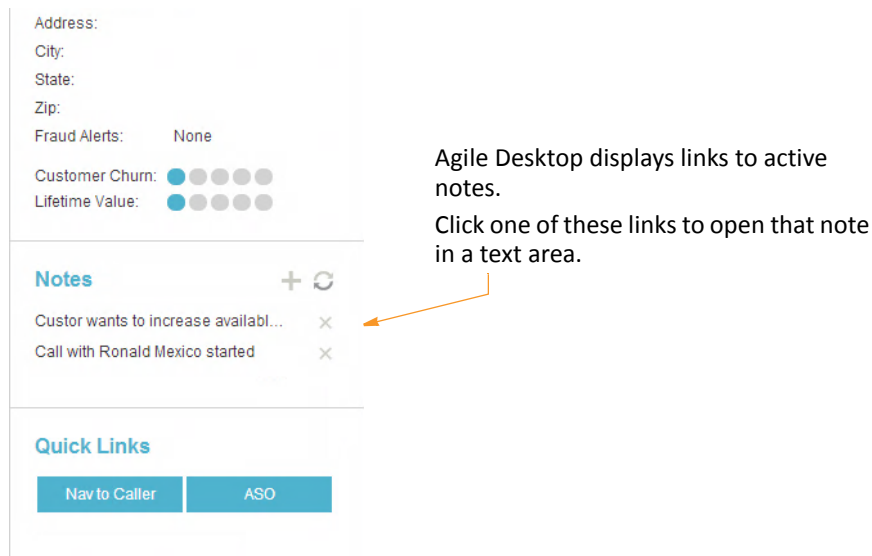 Address:
City:
State:
Zip:
Fraud Alerts: None
Customer Churn:
Lifetime Value:
Notes
Custor wants to increase availabl...
Call with Ronald Mexico started
Quick Links
Nav to Caller ASO
Agile Desktop displays links to active
notes.
Click one of these links to open that note
in a text area.